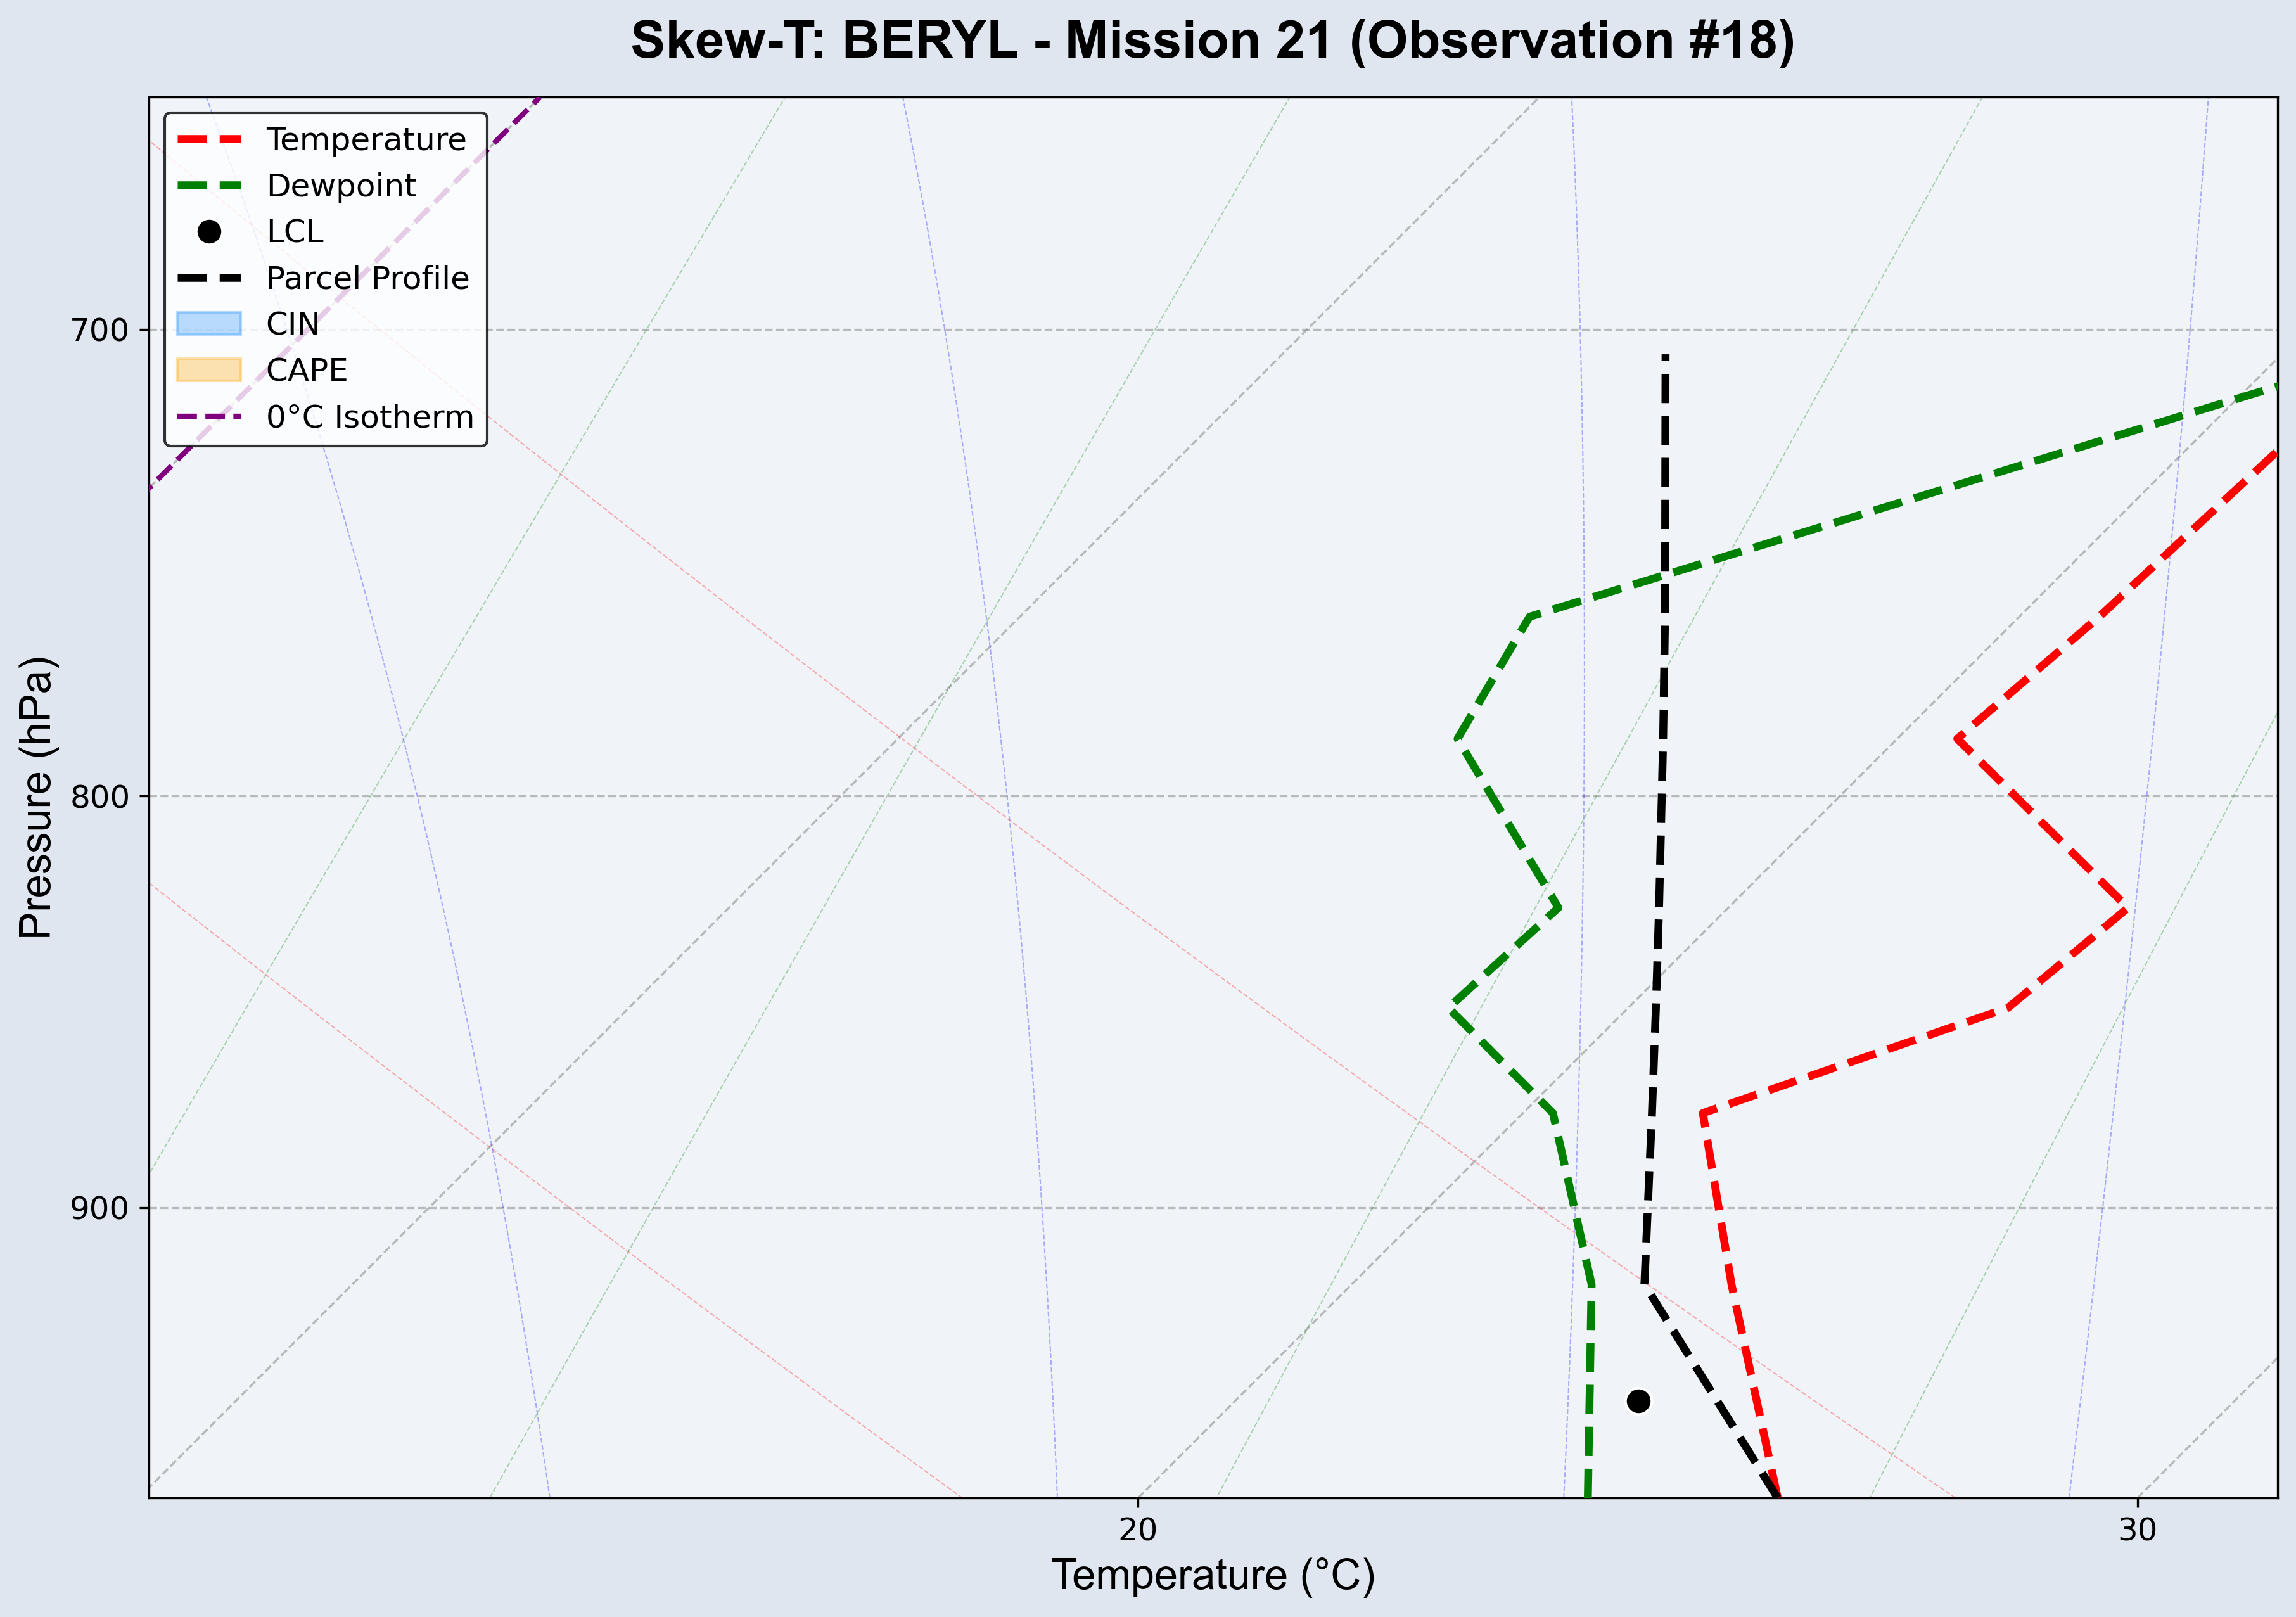 Skew-T: BERYL - Mission 21 (Observation #18)
Temperature
Dewpoint
LCL
Parcel Profile
CIN
CAPE
0°C Isotherm
700
800
900
Pressure (hPa)
20
30
Temperature (°C)